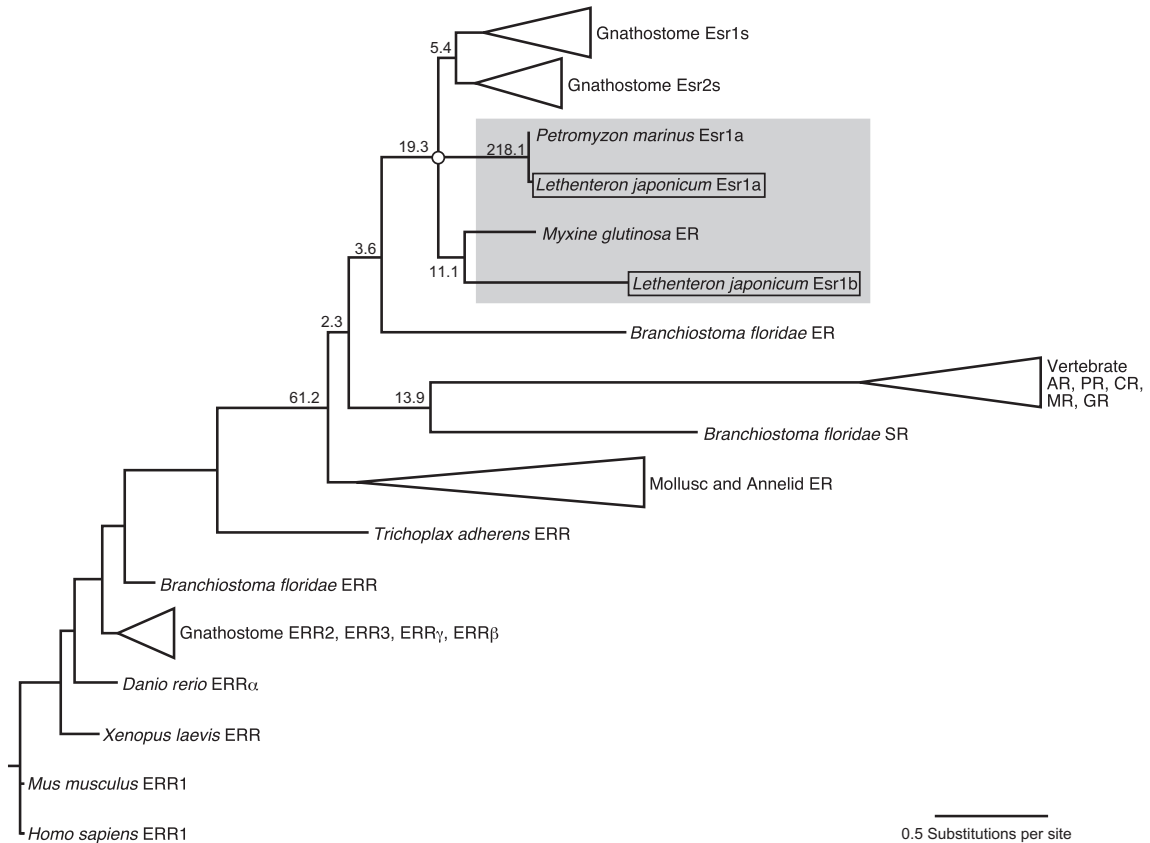 Gnathostome Esr1s
5.4
Gnathostome Esr2s
Petromyzon marinus Esr1a
19.3
218.1
Lethenteron japonicum Esr1a
Myxine glutinosa ER
3.6
11.1
Lethenteron japonicum Esr1b
2.3
Branchiostoma floridae ER
Vertebrate
AR, PR, CR,
MR, GR
61.2
13.9
Branchiostoma floridae SR
Mollusc and Annelid ER
Trichoplax adherens ERR
Branchiostoma floridae ERR
Gnathostome ERR2, ERR3, ERRγ, ERRβ
Danio rerio ERRα
Xenopus laevis ERR
Mus musculus ERR1
Homo sapiens ERR1
0.5 Substitutions per site